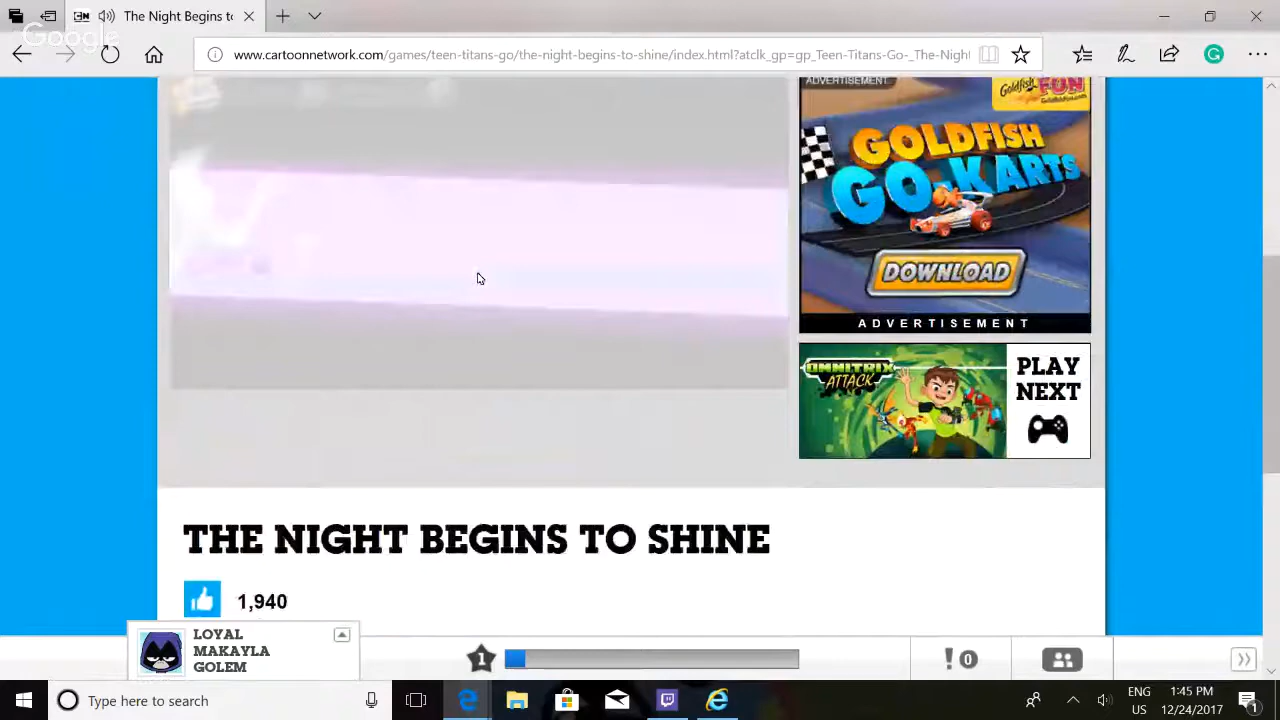 The Night Begins to
Google
www.cartoonnetwork.com/games/teen-titans-go/the-night-begins-to-shine/index.html?atclk_gp=gp_Teen-Titans-Go-_The-Night
ADVERTISEMENT
Goldfish
FUN
GOLDFISH
GO-KARTS
DOWNLOAD
ADVERTISEMENT
OMNITRIX
ATTACK
PLAY
NEXT
THE NIGHT BEGINS TO SHINE
1,940
LOYAL
MAKAYLA
GOLEM
1
!0
Type here to search
ENG
US
1:45 PM
12/24/2017
1